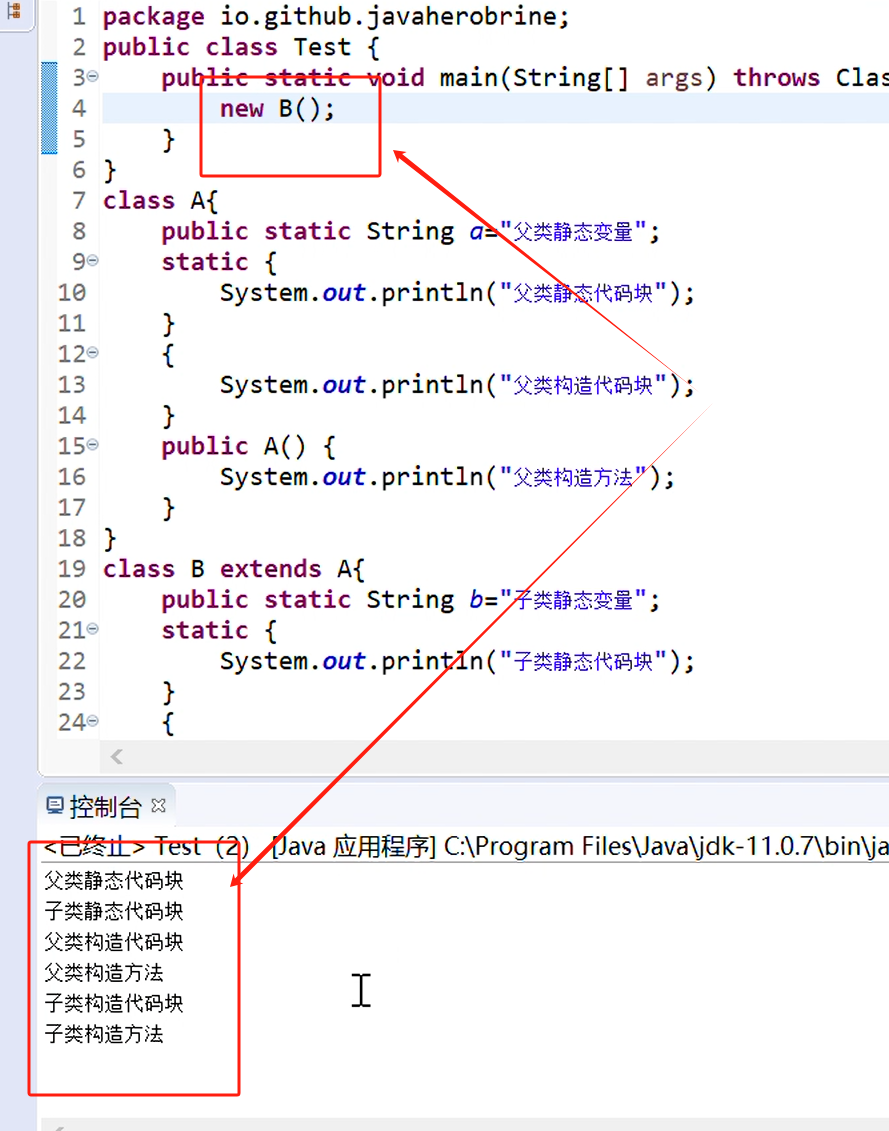 1 package io.github.javaherobrine;
2 public class Test {
3 public static void main(String[] args) throws Clas
4 new B();
5 }
6 }
7 class A{
8 public static String a="父类静态变量";
9 static {
10 System.out.println("父类静态代码块");
11 }
12 {
13 System.out.println("父类构造代码块");
14 }
15 public A() {
16 System.out.println("父类构造方法");
17 }
18 }
19 class B extends A{
20 public static String b="子类静态变量";
21 static {
22 System.out.println("子类静态代码块");
23 }
24 {
控制台
<已终止> Test (2) [Java 应用程序] C:\Program Files\Java\jdk-11.0.7\bin\ja
父类静态代码块
子类静态代码块
父类构造代码块
父类构造方法
子类构造代码块
子类构造方法